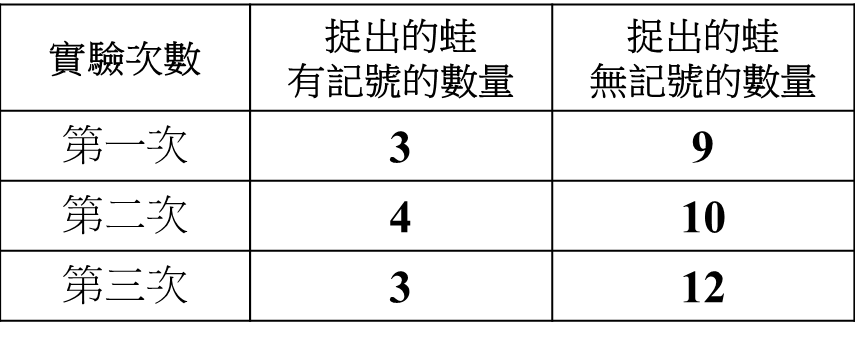 實驗次數 捉出的蛙 捉出的蛙
有記號的數量 無記號的數量
第一次 3 9
第二次 4 10
第三次 3 12